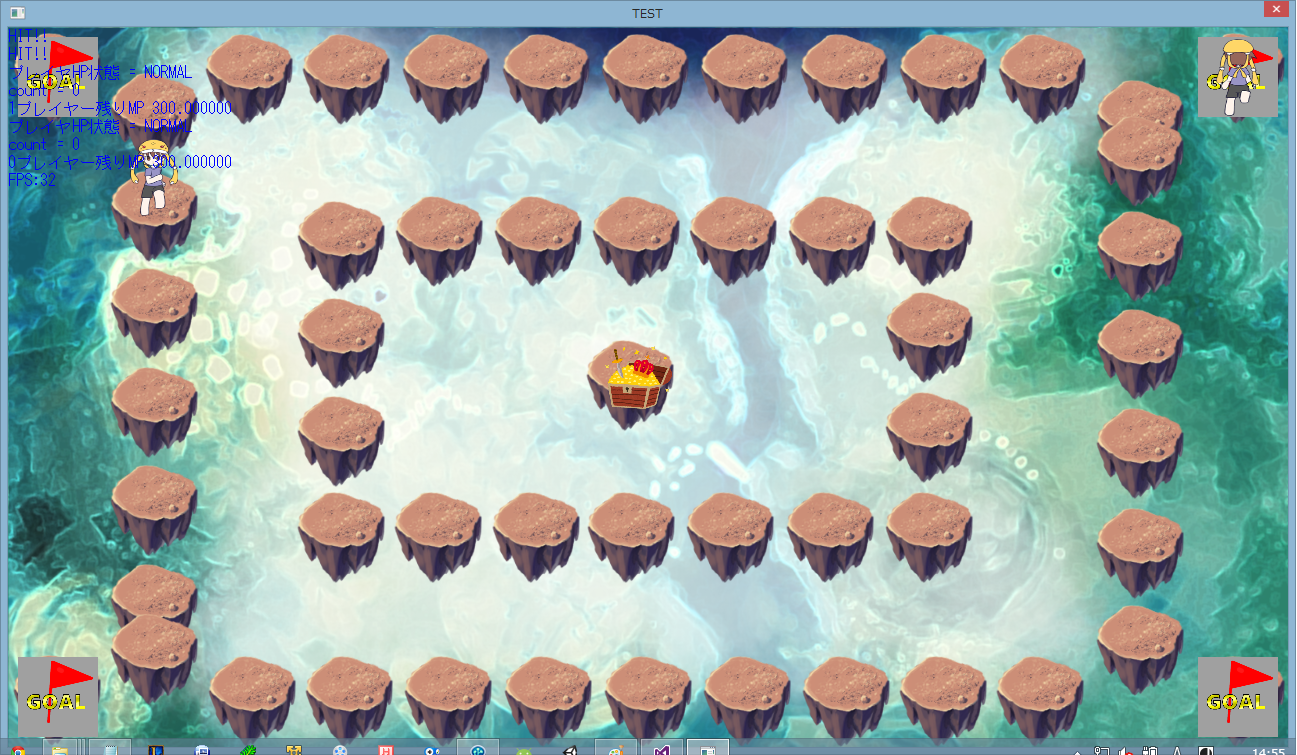 TEST
HIT!!
HIT!!
プレイヤHP状態 = NORMAL
count = 0
1プレイヤー残りMP 300.000000
プレイヤHP状態 = NORMAL
count = 0
0プレイヤー残りMP 300.000000
FPS:32
GOAL
GOAL
GOAL
GOAL
14:55